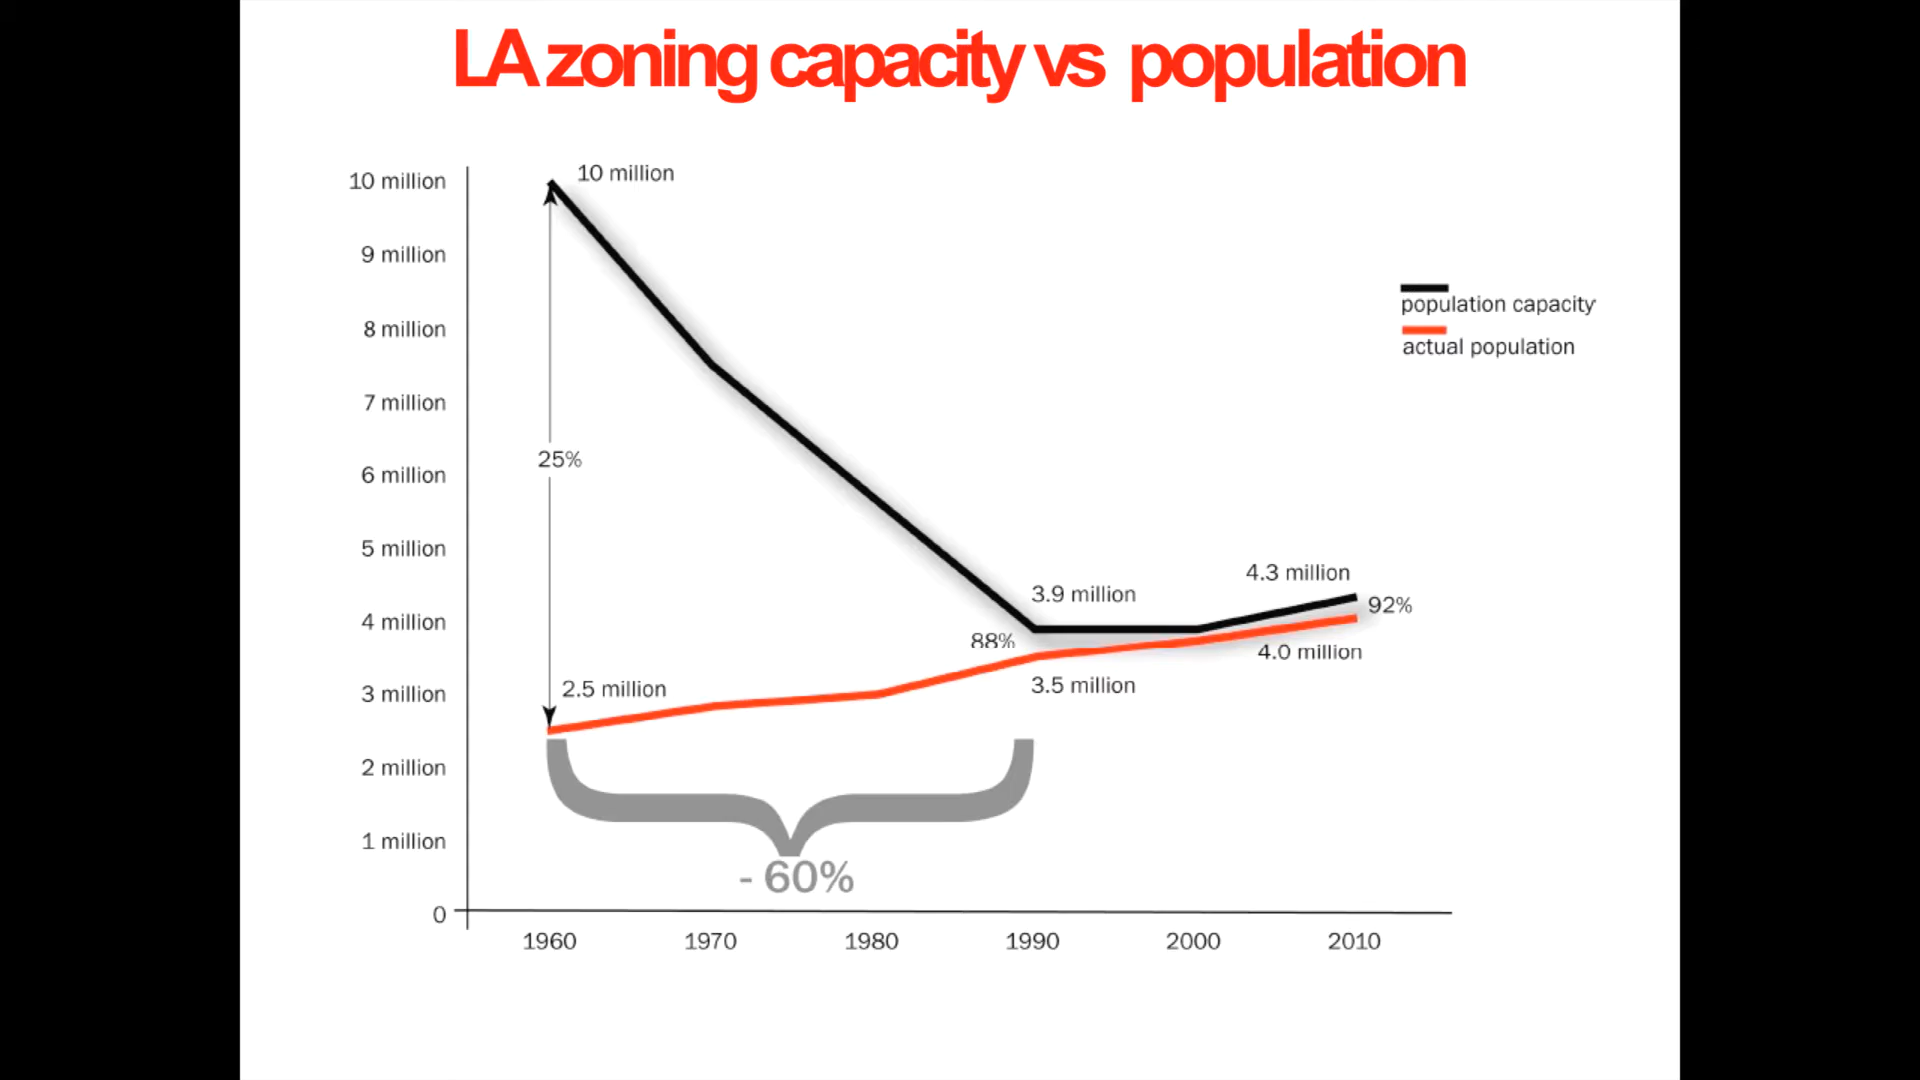 LA zoning capacity vs population
10 million
10 million
9 million
8 million
population capacity
actual population
7 million
25%
6 million
5 million
4.3 million
3.9 million
92%
4 million
88%
4.0 million
3.5 million
2.5 million
3 million
2 million
1 million
- 60%
0
1960 1970 1980 1990 2000 2010